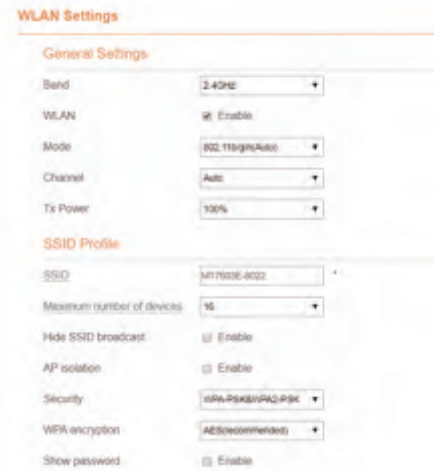 WLAN Settings
General Settings
Band 2.4GHz
WLAN Enable
Mode 802.11b/g/n(Auto)
Channel Auto
Tx Power 100%
SSID Profile
SSID MT7603E-8022 *
Maximum number of devices 16
Hide SSID broadcast Enable
AP isolation Enable
Security WPA-PSK&WPA2-PSK
WPA encryption AES(recommended)
Show password Enable